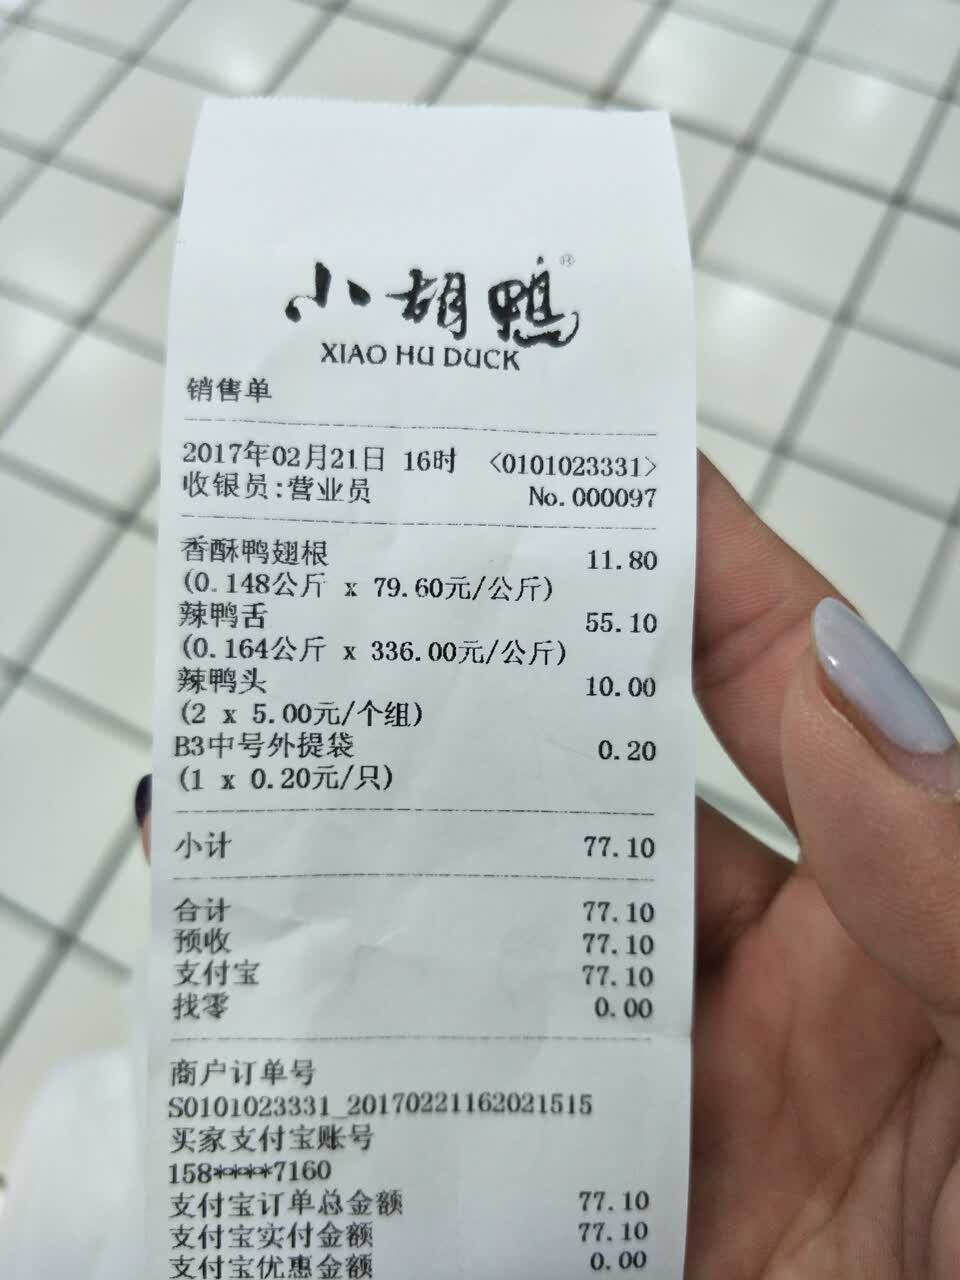 小胡鸭®
XIAO HU DUCK
销售单
2017年02月21日 16时 <0101023331>
收银员:营业员 No.000097
香酥鸭翅根 11.80
(0.148公斤 x 79.60元/公斤)
辣鸭舌 55.10
(0.164公斤 x 336.00元/公斤)
辣鸭头 10.00
(2 x 5.00元/个组)
B3中号外提袋 0.20
(1 x 0.20元/只)
小计 77.10
合计 77.10
预收 77.10
支付宝 77.10
找零 0.00
商户订单号
S0101023331_20170221162021515
买家支付宝账号
158****7160
支付宝订单总金额 77.10
支付宝实付金额 77.10
支付宝优惠金额 0.00